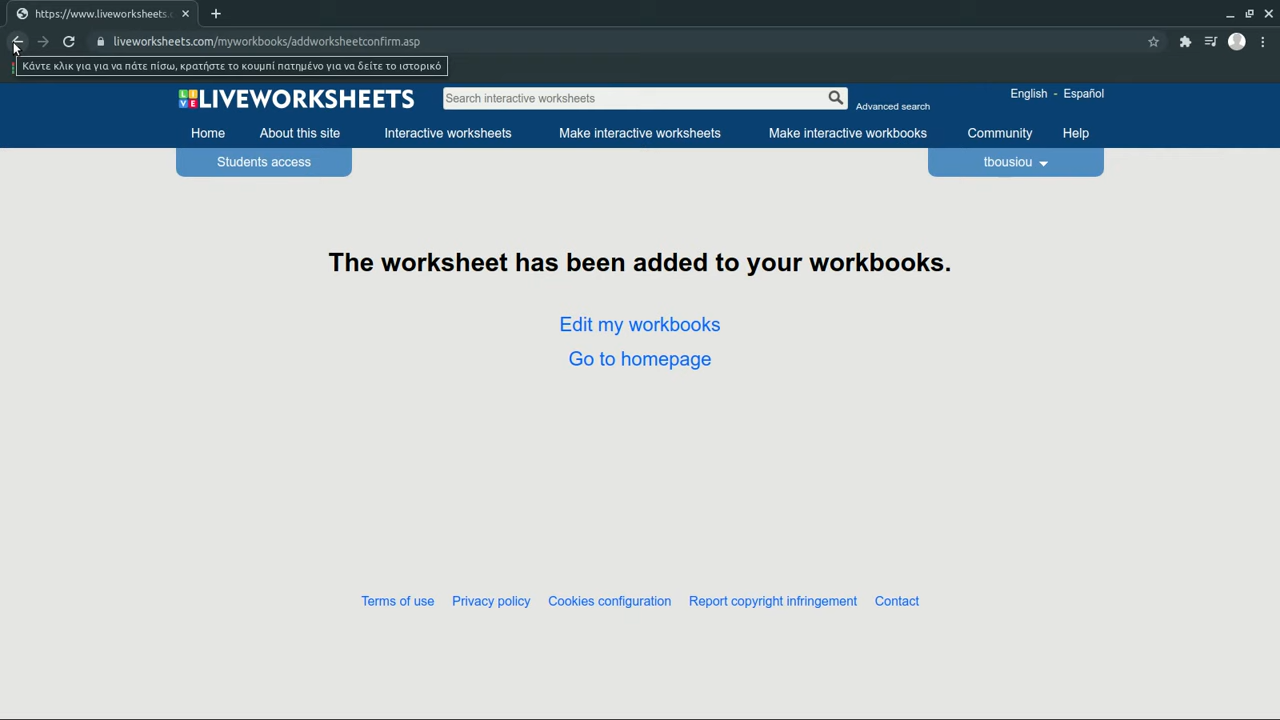 https://www.liveworksheets.c
liveworksheets.com/myworkbooks/addworksheetconfirm.asp
Κάντε κλικ για για να πάτε πίσω, κρατήστε το κουμπί πατημένο για να δείτε το ιστορικό
LIVE LIVEWORKSHEETS
Search interactive worksheets
Advanced search
English - Español
Home About this site Interactive worksheets Make interactive worksheets Make interactive workbooks Community Help
Students access
tbousiou
The worksheet has been added to your workbooks.
Edit my workbooks
Go to homepage
Terms of use Privacy policy Cookies configuration Report copyright infringement Contact